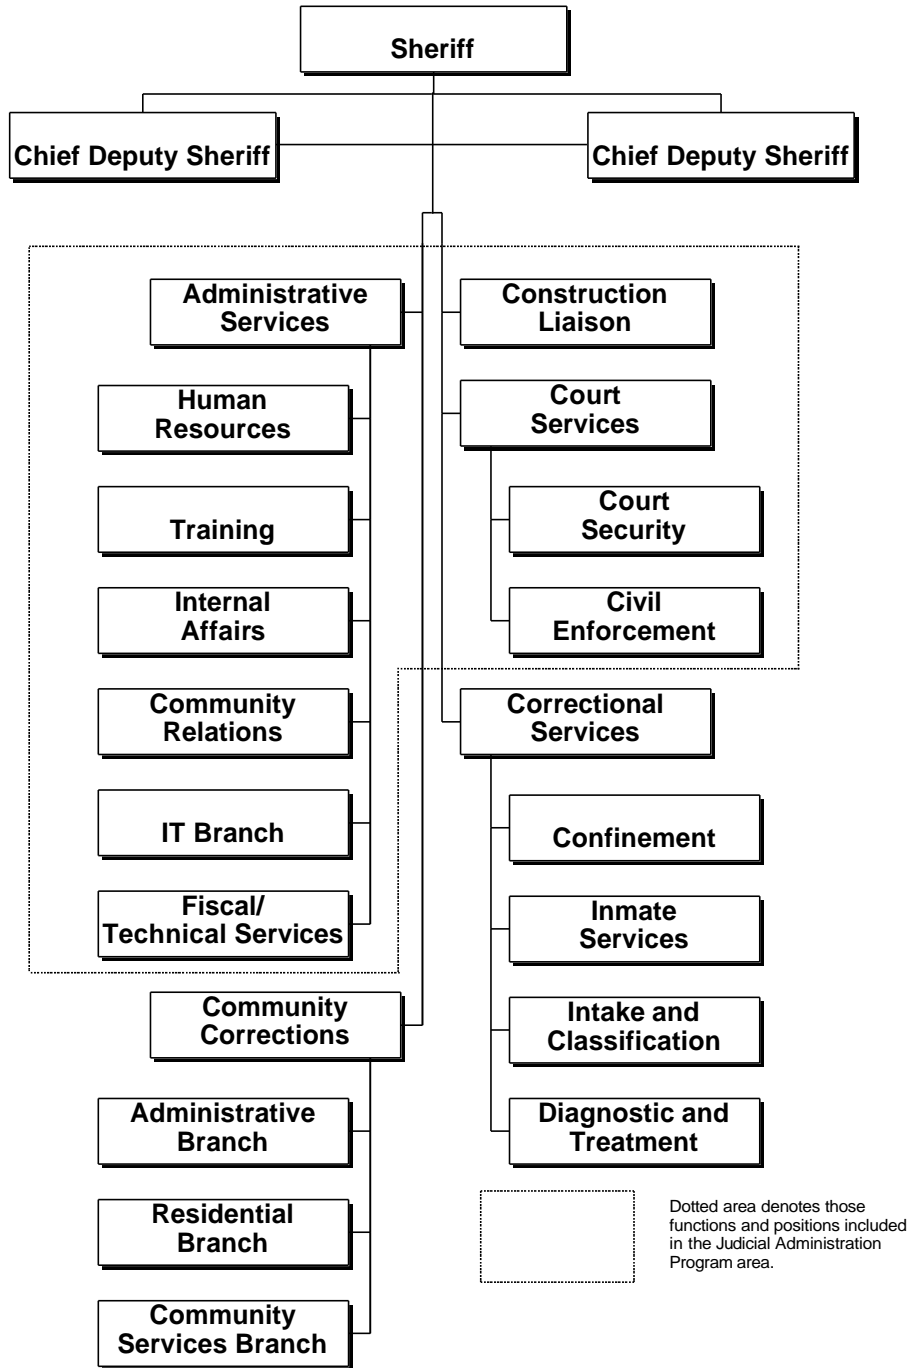 Sheriff
Chief Deputy Sheriff
Chief Deputy Sheriff
Administrative
Services
Construction
Liaison
Human
Resources
Court
Services
Training
Court
Security
Internal
Affairs
Civil
Enforcement
Community
Relations
Correctional
Services
IT Branch
Confinement
Fiscal/
Technical Services
Inmate
Services
Community
Corrections
Intake and
Classification
Administrative
Branch
Diagnostic and
Treatment
Residential
Branch
Dotted area denotes those
functions and positions included
in the Judicial Administration
Program area.
Community
Services Branch